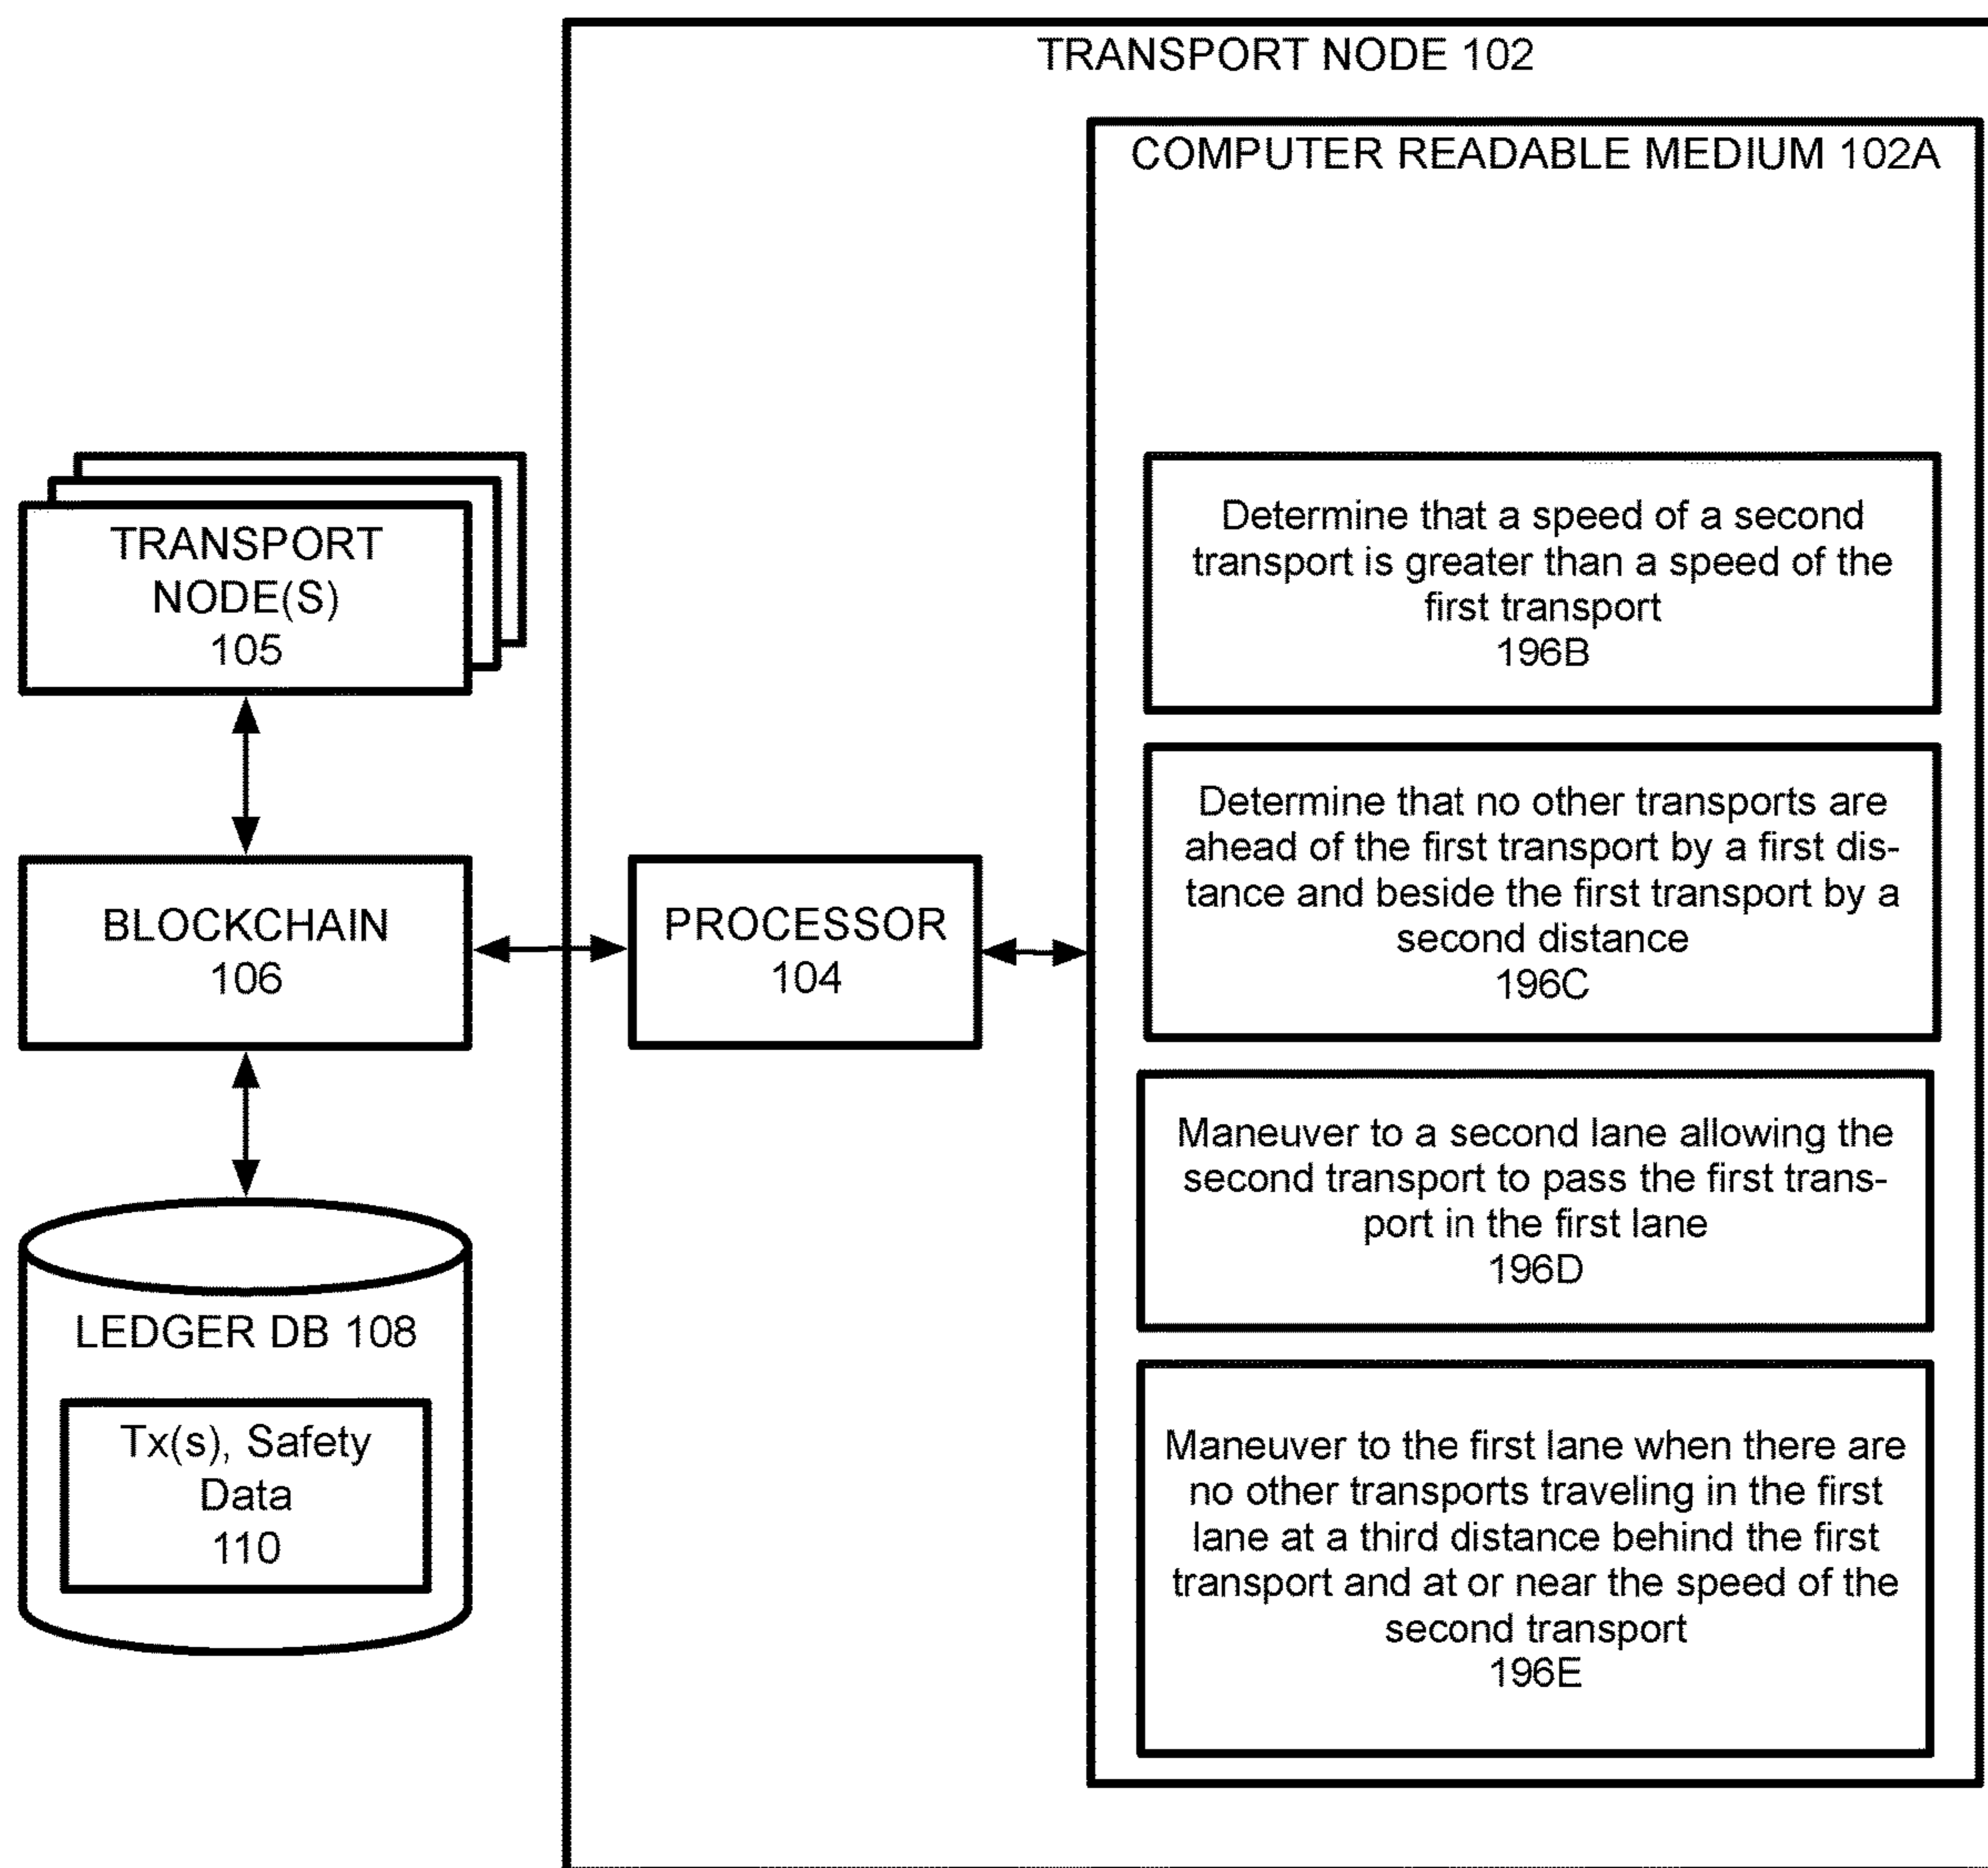 TRANSPORT NODE 102
COMPUTER READABLE MEDIUM 102A
TRANSPORT
NODE(S)
105
BLOCKCHAIN
106
LEDGER DB 108
Tx(s), Safety
Data
110
PROCESSOR
104
Determine that a speed of a second
transport is greater than a speed of the
first transport
196B
Determine that no other transports are
ahead of the first transport by a first dis-
tance and beside the first transport by a
second distance
196C
Maneuver to a second lane allowing the
second transport to pass the first trans-
port in the first lane
196D
Maneuver to the first lane when there are
no other transports traveling in the first
lane at a third distance behind the first
transport and at or near the speed of the
second transport
196E